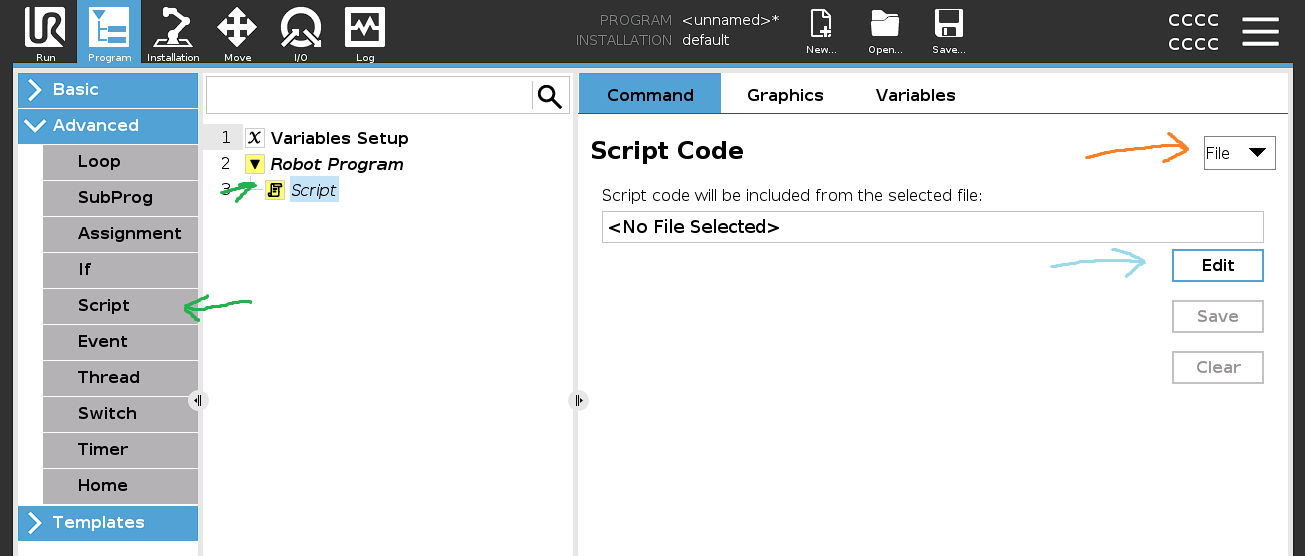 PROGRAM <unnamed>*
INSTALLATION default
CCCC
CCCC
Run Program Installation Move I/O Log New... Open... Save...
Basic
Advanced
Loop
SubProg
Assignment
If
Script
Event
Thread
Switch
Timer
Home
Templates
1 X Variables Setup
2 Robot Program
3 Script
Command Graphics Variables
Script Code
File
Script code will be included from the selected file:
<No File Selected>
Edit
Save
Clear